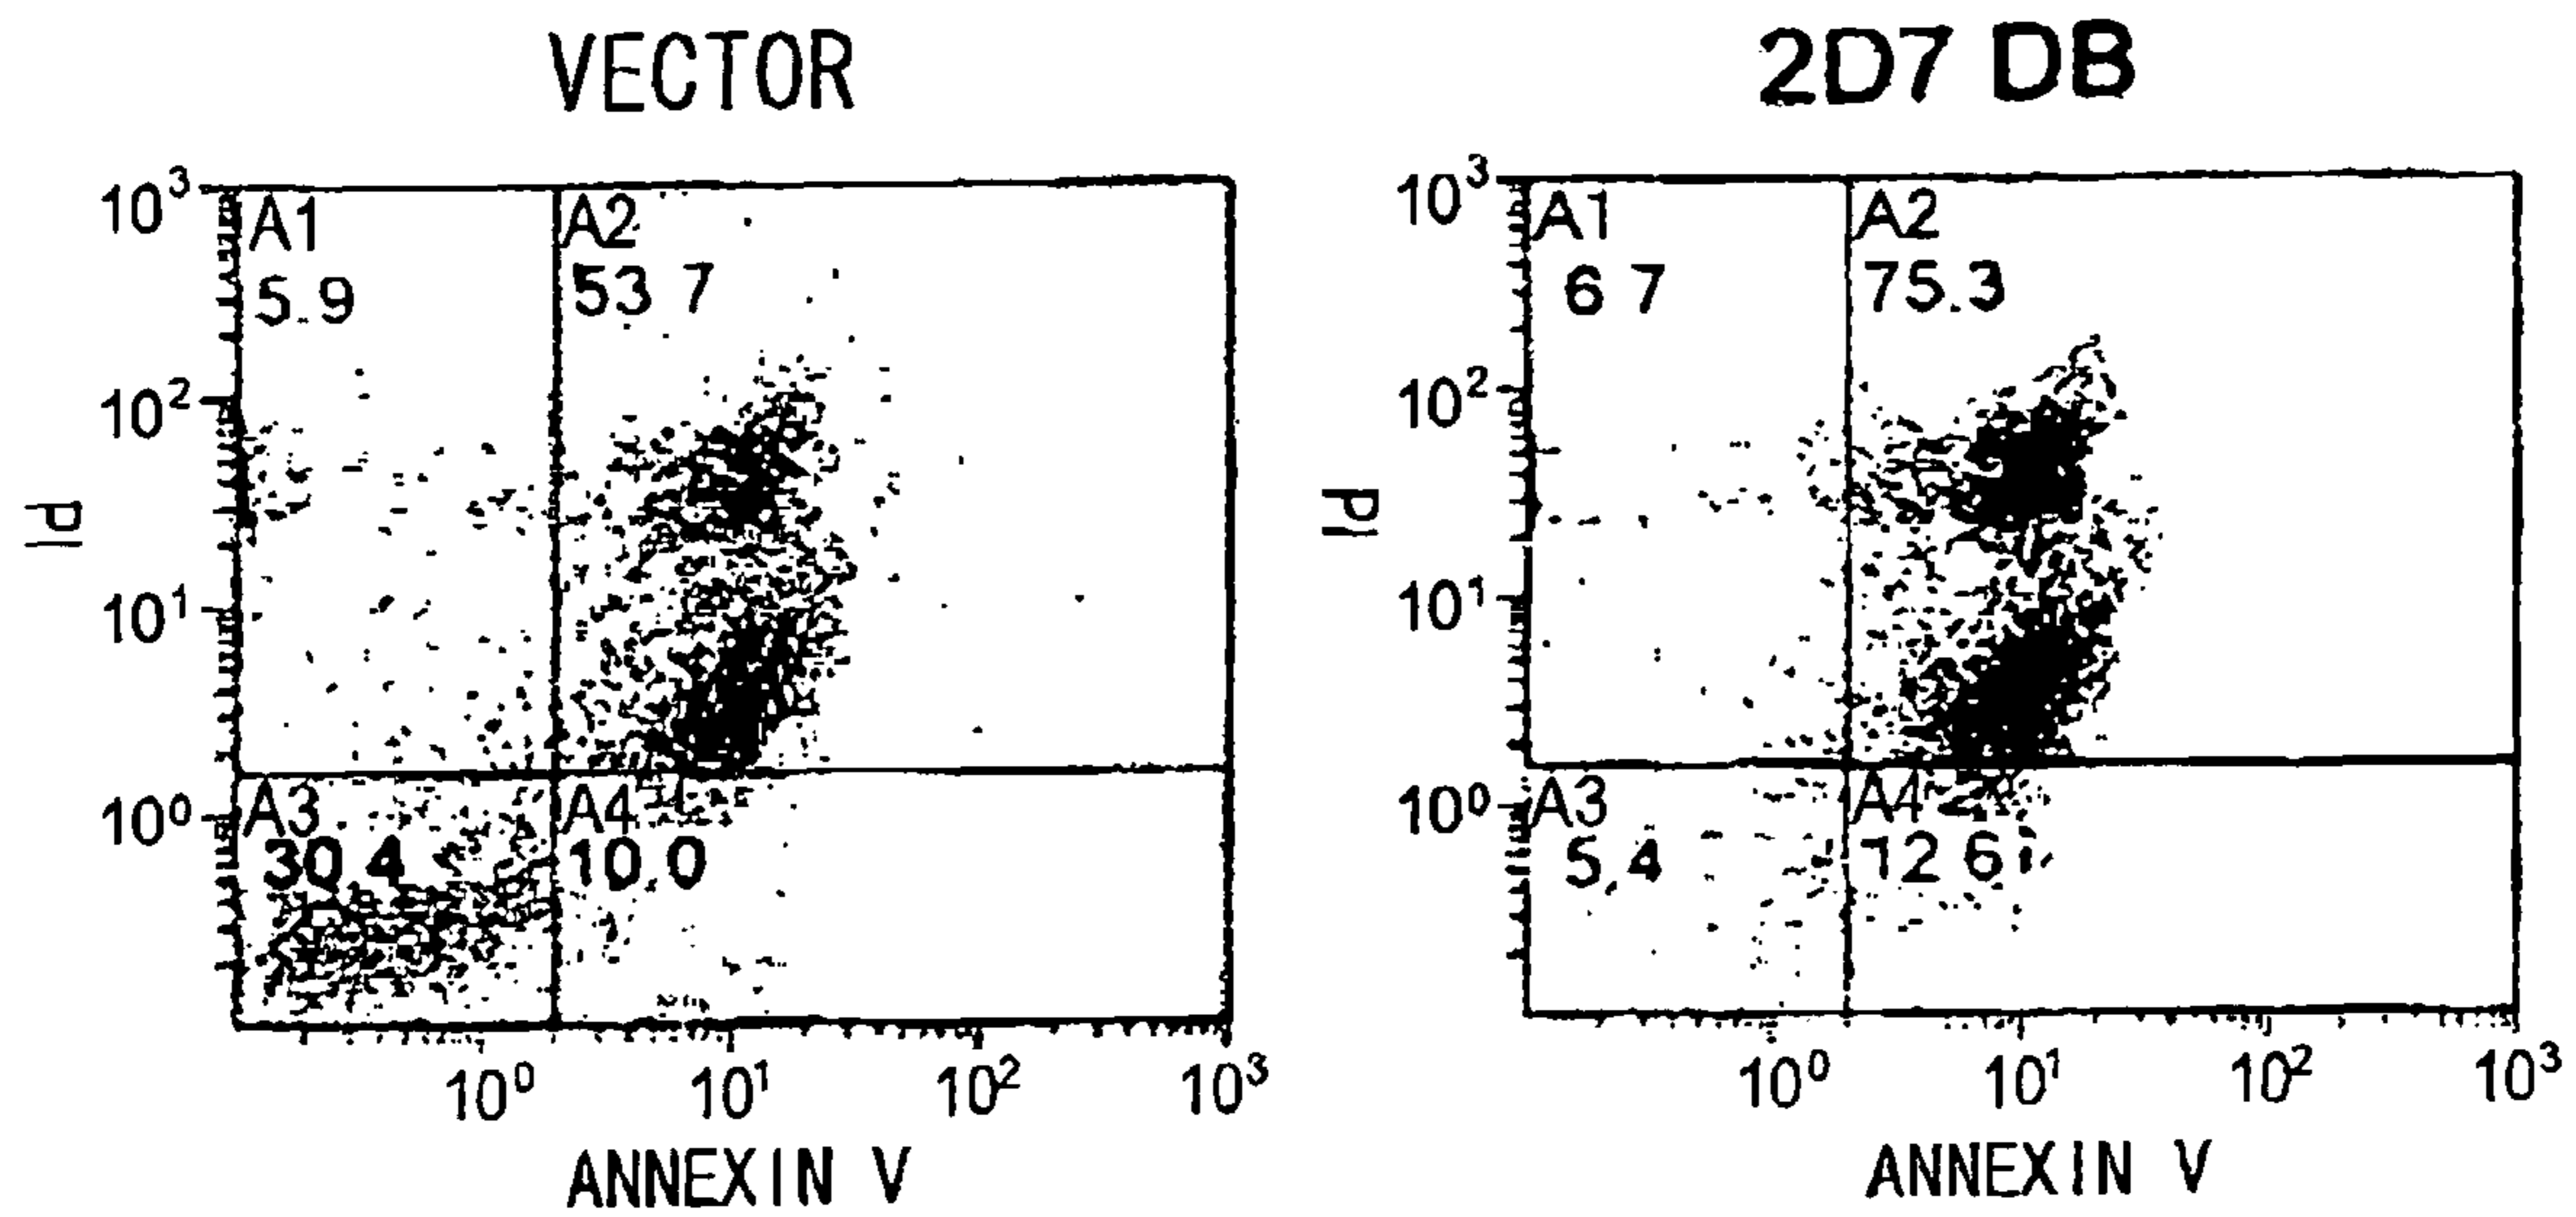 VECTOR
10³
A1
5.9
A2
53 7
10²
PI
10¹
10⁰
A3
30 4
A4
10.0
10⁰
10¹
10²
10³
ANNEXIN V
2D7 DB
10³
A1
6 7
A2
75.3
10²
PI
10¹
10⁰
A3
5.4
A4
12 6
10⁰
10¹
10²
10³
ANNEXIN V